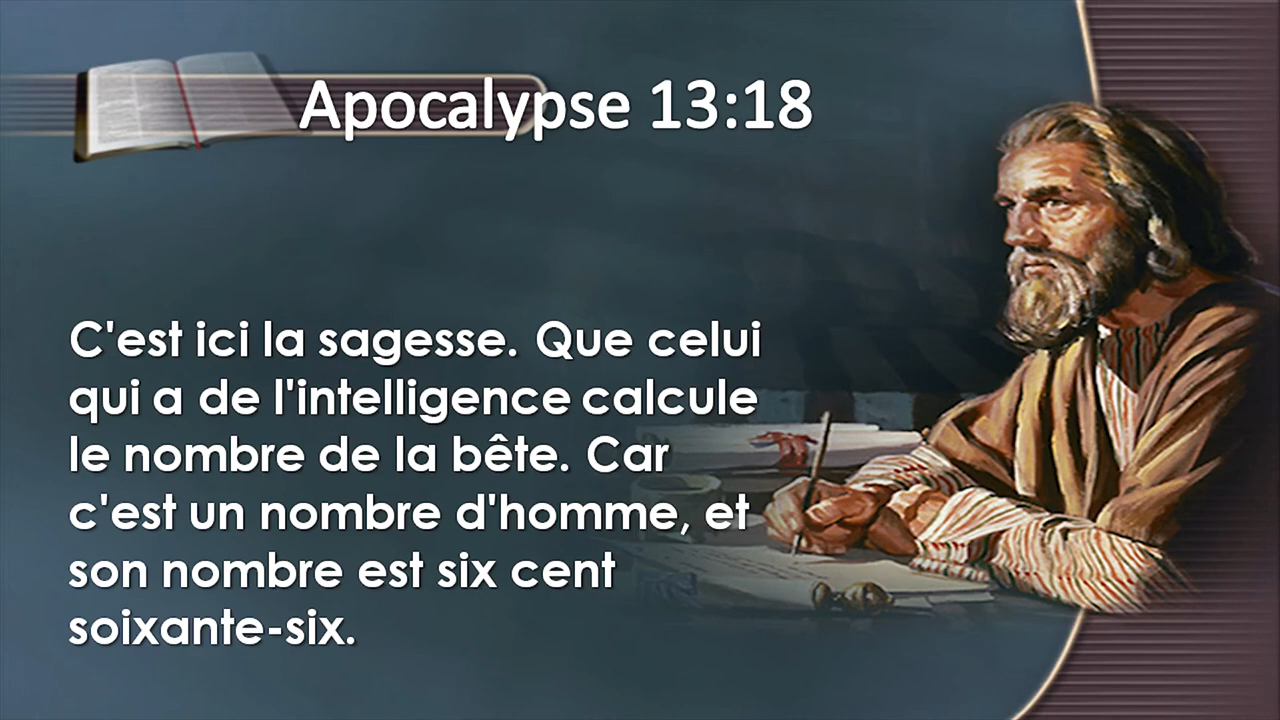 Apocalypse 13:18
C'est ici la sagesse. Que celui
qui a de l'intelligence calcule
le nombre de la bête. Car
c'est un nombre d'homme, et
son nombre est six cent
soixante-six.